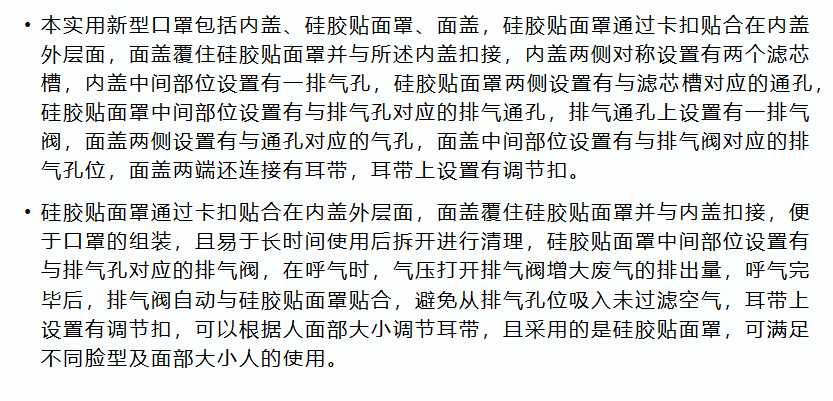 • 本实用新型口罩包括内盖、硅胶贴面罩、面盖，硅胶贴面罩通过卡扣贴合在内盖
外层面，面盖覆住硅胶贴面罩并与所述内盖扣接，内盖两侧对称设置有两个滤芯
槽，内盖中间部位设置有一排气孔，硅胶贴面罩两侧设置有与滤芯槽对应的通孔，
硅胶贴面罩中间部位设置有与排气孔对应的排气通孔，排气通孔上设置有一排气
阀，面盖两侧设置有与通孔对应的气孔，面盖中间部位设置有与排气阀对应的排
气孔位，面盖两端还连接有耳带，耳带上设置有调节扣。
• 硅胶贴面罩通过卡扣贴合在内盖外层面，面盖覆住硅胶贴面罩并与内盖扣接，便
于口罩的组装，且易于长时间使用后拆开进行清理，硅胶贴面罩中间部位设置有
与排气孔对应的排气阀，在呼气时，气压打开排气阀增大废气的排出量，呼气完
毕后，排气阀自动与硅胶贴面罩贴合，避免从排气孔位吸入未过滤空气，耳带上
设置有调节扣，可以根据人面部大小调节耳带，且采用的是硅胶贴面罩，可满足
不同脸型及面部大小人的使用。